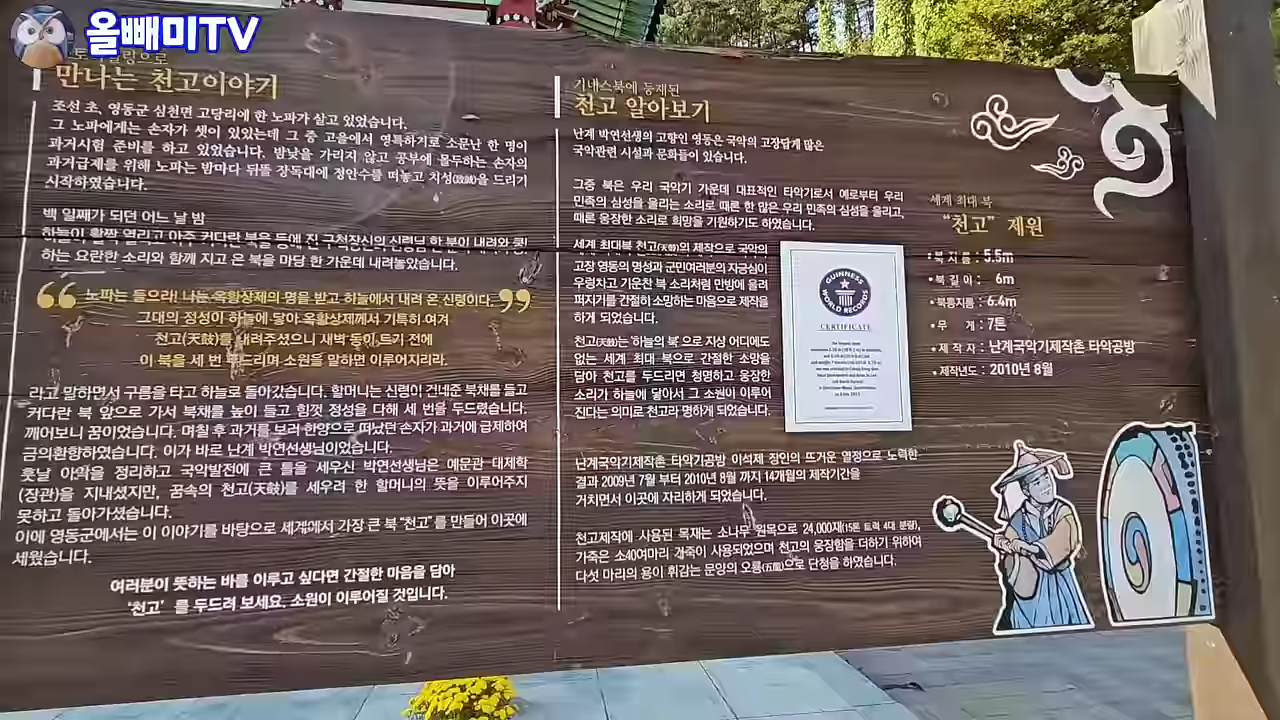 올빼미TV
만나는 천고이야기
조선 초, 영동군 심천면 고당리에 한 노파가 살고 있었습니다.
그 노파에게는 손자가 셋이 있었는데 그 중 고을에서 영특하기로 소문난 한 명이
과거시험 준비를 하고 있었습니다. 밤낮을 가리지 않고 공부에 몰두하는 손자의
과거급제를 위해 노파는 밤마다 뒤뜰 장독대에 정안수를 떠놓고 치성(致誠)을 드리기
시작하였습니다.
백 일째가 되던 어느 날 밤
하늘이 활짝 열리고 아주 커다란 북을 등에 진 구척장신의 신령님 한 분이 내려와 쿵!
하는 요란한 소리와 함께 지고 온 북을 마당 한 가운데 내려놓았습니다.
“ 노파는 들으라! 나는 옥황상제의 명을 받고 하늘에서 내려 온 신령이다. ”
그대의 정성이 하늘에 닿아 옥황상제께서 기특히 여겨
천고(天鼓)를 내려주셨으니 새벽 동이 트기 전에
이 북을 세 번 두드리며 소원을 말하면 이루어지리라.
라고 말하면서 구름을 타고 하늘로 돌아갔습니다. 할머니는 신령이 건네준 북채를 들고
커다란 북 앞으로 가서 북채를 높이 들고 힘껏 정성을 다해 세 번을 두드렸습니다.
깨어보니 꿈이었습니다. 며칠 후 과거를 보러 한양으로 떠났던 손자가 과거에 급제하여
금의환향하였습니다. 이가 바로 난계 박연선생님이었습니다.
훗날 아악을 정리하고 국악발전에 큰 틀을 세우신 박연선생님은 예문관 대제학
(장관)을 지내셨지만, 꿈속의 천고(天鼓)를 세우려 한 할머니의 뜻을 이루어주지
못하고 돌아가셨습니다.
이에 영동군에서는 이 이야기를 바탕으로 세계에서 가장 큰 북 “천고”를 만들어 이곳에
세웠습니다.
여러분이 뜻하는 바를 이루고 싶다면 간절한 마음을 담아
‘천고’ 를 두드려 보세요. 소원이 이루어질 것입니다.
기네스북에 등재된
천고 알아보기
난계 박연선생의 고향인 영동은 국악의 고장답게 많은
국악관련 시설과 문화들이 있습니다.
그중 북은 우리 국악기 가운데 대표적인 타악기로서 예로부터 우리
민족의 심성을 울리는 소리로 때론 한 많은 우리 민족의 심성을 울리고,
때론 웅장한 소리로 희망을 기원하기도 하였습니다.
세계 최대북 천고(天鼓)의 제작으로 국악의
고장 영동의 명성과 군민여러분의 자긍심이
우렁차고 기운찬 북 소리처럼 만방에 울려
퍼지기를 간절히 소망하는 마음으로 제작을
하게 되었습니다.
천고(天鼓)는 ‘하늘의 북’으로 지상 어디에도
없는 세계 최대 북으로 간절한 소망을
담아 천고를 두드리면 청명하고 웅장한
소리가 하늘에 닿아서 그 소원이 이루어
진다는 의미로 천고라 명하게 되었습니다.
난계국악기제작촌 타악기공방 이석제 장인의 뜨거운 열정으로 노력한
결과 2009년 7월 부터 2010년 8월 까지 14개월의 제작기간을
거치면서 이곳에 자리하게 되었습니다.
천고제작에 사용된 목재는 소나무 원목으로 24,000재(15톤 트럭 4대 분량),
가죽은 소40여마리 강죽이 사용되었으며 천고의 웅장함을 더하기 위하여
다섯 마리의 용이 휘감는 문양의 오룡(五龍)으로 단청을 하였습니다.
GUINNESS
WORLD RECORDS
CERTIFICATE
세계 최대 북
“천고” 제원
• 북 지름 : 5.5m
• 북 길이 : 6m
• 북통지름 : 6.4m
• 무 게 : 7톤
• 제 작 자 : 난계국악기제작촌 타악공방
• 제작년도 : 2010년 8월